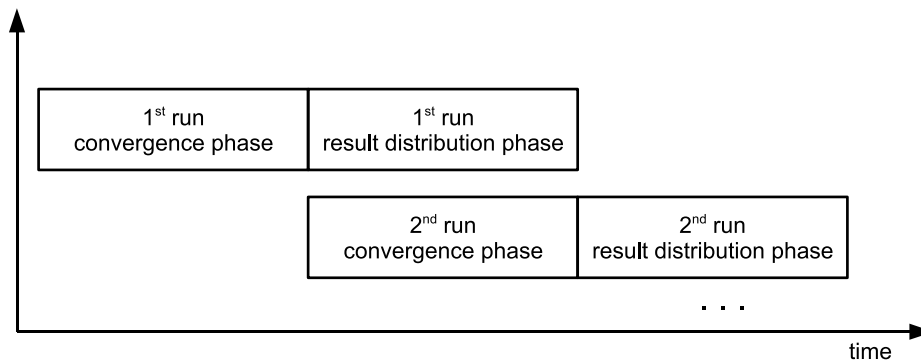 1st run
convergence phase
1st run
result distribution phase
2nd run
convergence phase
2nd run
result distribution phase
. . .
time